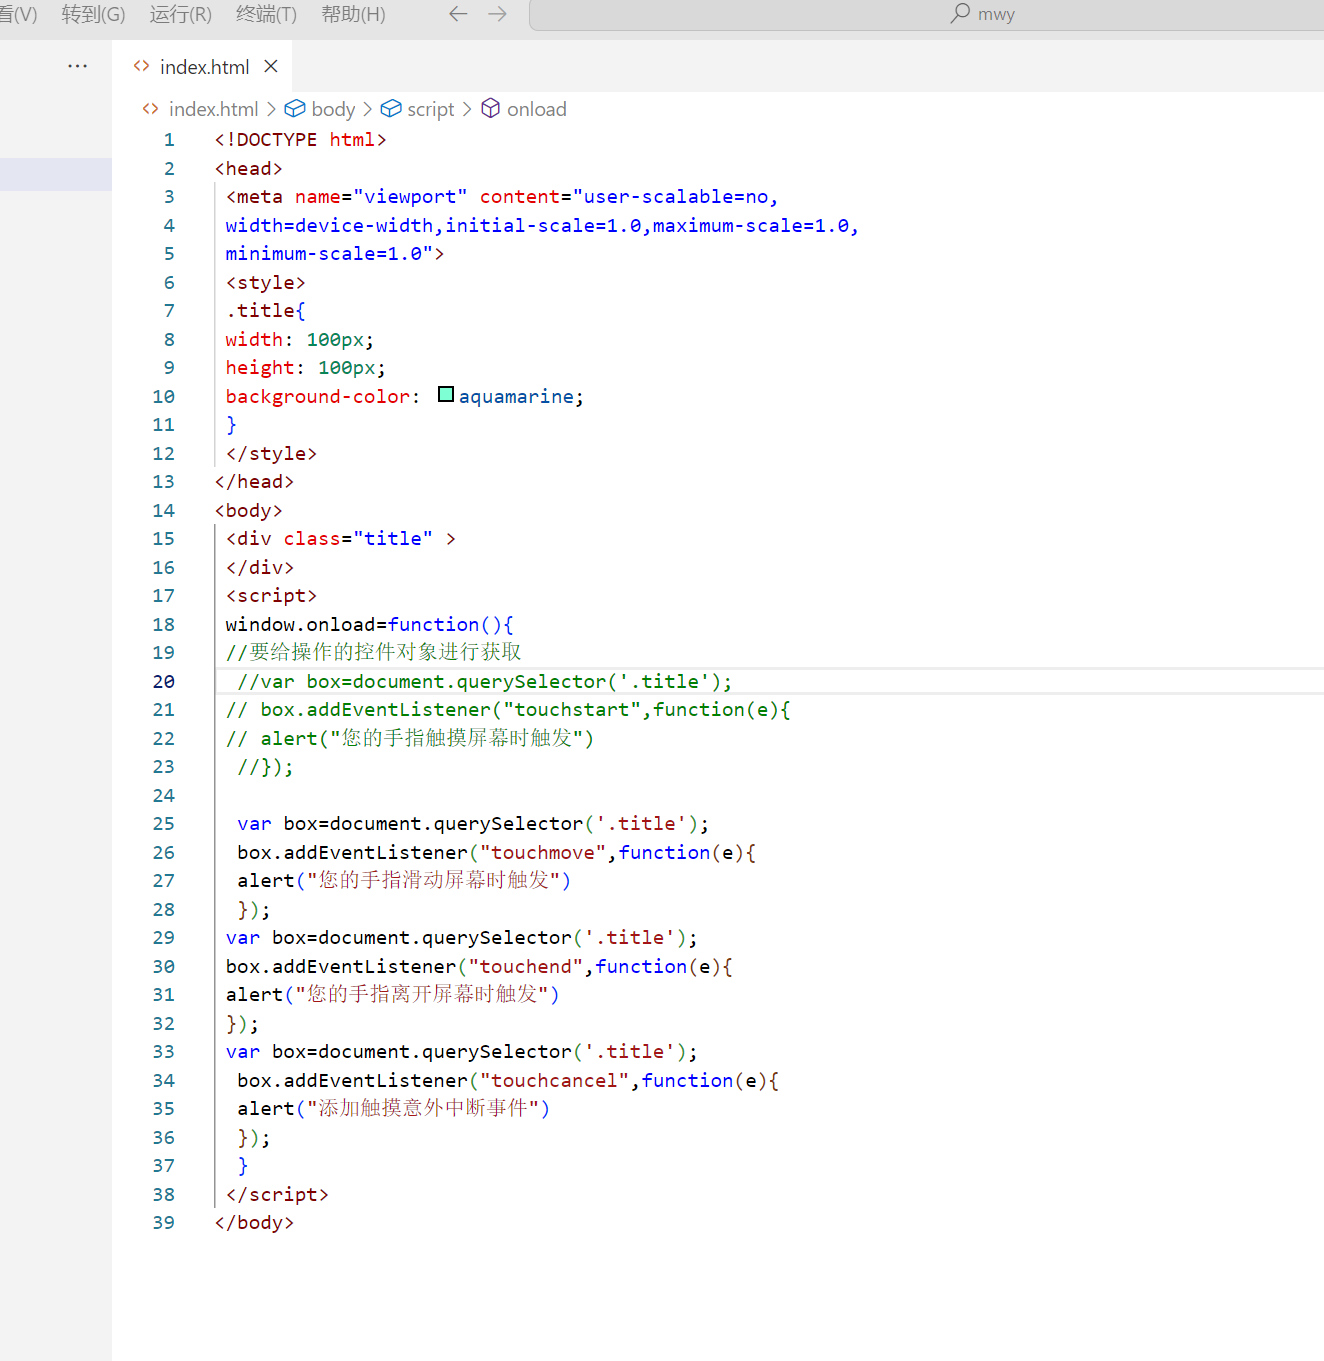 看(V) 转到(G) 运行(R) 终端(T) 帮助(H) mwy
index.html
index.html > body > script > onload
1 <!DOCTYPE html>
2 <head>
3 <meta name="viewport" content="user-scalable=no,
4 width=device-width,initial-scale=1.0,maximum-scale=1.0,
5 minimum-scale=1.0">
6 <style>
7 .title{
8 width: 100px;
9 height: 100px;
10 background-color: aquamarine;
11 }
12 </style>
13 </head>
14 <body>
15 <div class="title" >
16 </div>
17 <script>
18 window.onload=function(){
19 //要给操作的控件对象进行获取
20 //var box=document.querySelector('.title');
21 // box.addEventListener("touchstart",function(e){
22 // alert("您的手指触摸屏幕时触发")
23 //});
24
25 var box=document.querySelector('.title');
26 box.addEventListener("touchmove",function(e){
27 alert("您的手指滑动屏幕时触发")
28 });
29 var box=document.querySelector('.title');
30 box.addEventListener("touchend",function(e){
31 alert("您的手指离开屏幕时触发")
32 });
33 var box=document.querySelector('.title');
34 box.addEventListener("touchcancel",function(e){
35 alert("添加触摸意外中断事件")
36 });
37 }
38 </script>
39 </body>